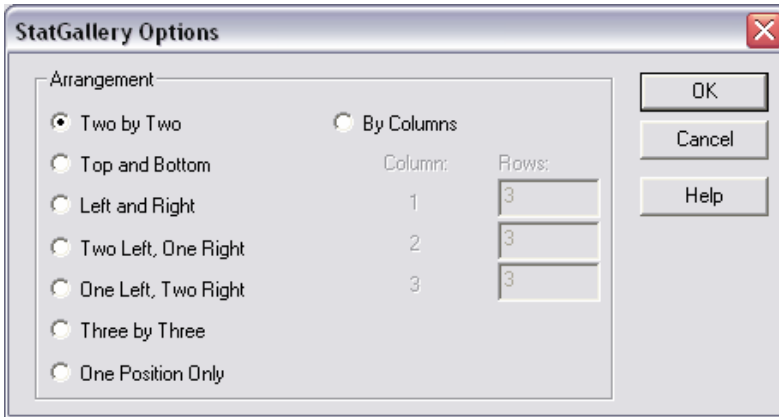 StatGallery Options
Arrangement
Two by Two
By Columns
Top and Bottom
Column: Rows:
Left and Right
1 3
Two Left, One Right
2 3
One Left, Two Right
3 3
Three by Three
One Position Only
OK
Cancel
Help